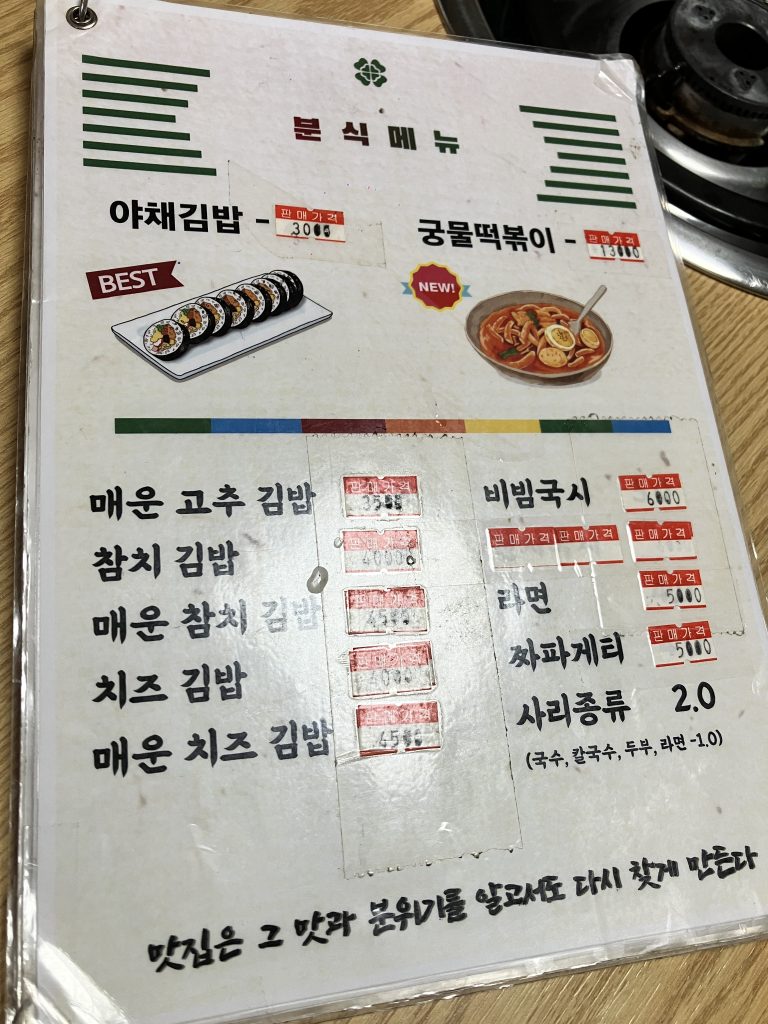 분식메뉴
야채김밥 - 판매가격 3000
궁물떡볶이 - 판매가격 13000
BEST
NEW!
매운 고추 김밥 판매가격 3500
참치 김밥 판매가격 4000
매운 참치 김밥 판매가격 4500
치즈 김밥 판매가격 4000
매운 치즈 김밥 판매가격 4500
비빔국시 판매가격 6000
판매가격 판매가격 판매가격
라면 판매가격 5000
짜파게티 판매가격 5000
사리종류 2.0
(국수, 칼국수, 두부, 라면 -1.0)
맛집은 그 맛과 분위기를 알고서도 다시 찾게 만든다